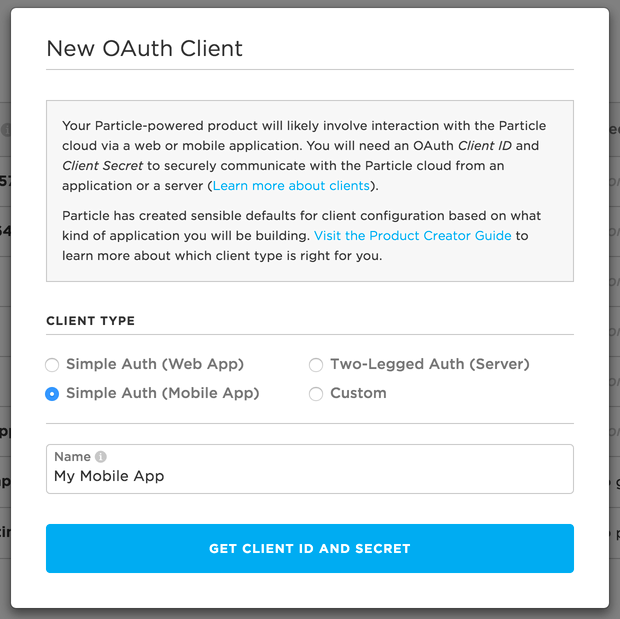 New OAuth Client
Your Particle-powered product will likely involve interaction with the Particle
cloud via a web or mobile application. You will need an OAuth Client ID and
Client Secret to securely communicate with the Particle cloud from an
application or a server (Learn more about clients).
Particle has created sensible defaults for client configuration based on what
kind of application you will be building. Visit the Product Creator Guide to
learn more about which client type is right for you.
CLIENT TYPE
Simple Auth (Web App)
Two-Legged Auth (Server)
Simple Auth (Mobile App)
Custom
Name
My Mobile App
GET CLIENT ID AND SECRET